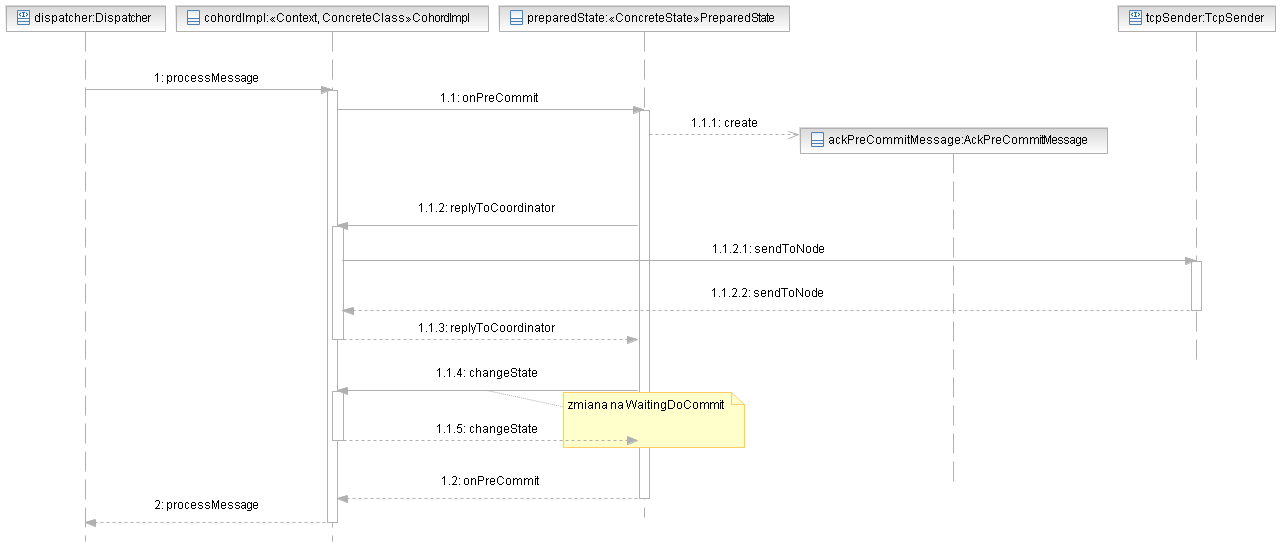 dispatcher:Dispatcher
cohordImpl:«Context, ConcreteClass»CohordImpl
preparedState:«ConcreteState»PreparedState
tcpSender:TcpSender
1: processMessage
1.1: onPreCommit
1.1.1: create
ackPreCommitMessage:AckPreCommitMessage
1.1.2: replyToCoordinator
1.1.2.1: sendToNode
1.1.2.2: sendToNode
1.1.3: replyToCoordinator
1.1.4: changeState
zmiana na WaitingDoCommit
1.1.5: changeState
1.2: onPreCommit
2: processMessage